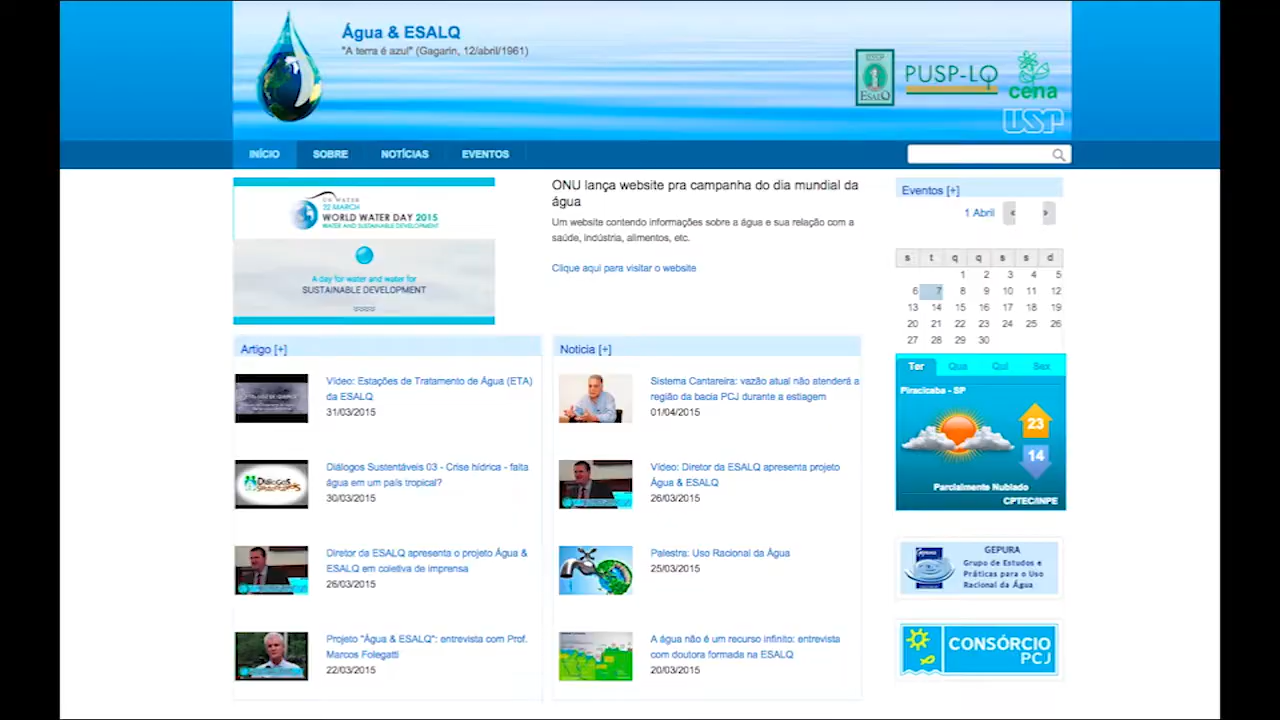 Água & ESALQ
"A terra é azul" (Gagarin, 12/abril/1961)
ESALQ
PUSP-LQ
cena
USP
INÍCIO
SOBRE
NOTÍCIAS
EVENTOS
UN WATER
22 MARCH
WORLD WATER DAY 2015
WATER AND SUSTAINABLE DEVELOPMENT
A day for water and water for
SUSTAINABLE DEVELOPMENT
ONU lança website pra campanha do dia mundial da
água
Um website contendo informações sobre a água e sua relação com a
saúde, indústria, alimentos, etc.
Clique aqui para visitar o website
Artigo [+]
Vídeo: Estações de Tratamento de Água (ETA)
da ESALQ
31/03/2015
Diálogos
Diálogos Sustentáveis 03 - Crise hídrica - falta
água em um país tropical?
30/03/2015
Diretor da ESALQ apresenta o projeto Água &
ESALQ em coletiva de imprensa
26/03/2015
Projeto "Água & ESALQ": entrevista com Prof.
Marcos Folegatti
22/03/2015
Noticia [+]
Sistema Cantareira: vazão atual não atenderá a
região da bacia PCJ durante a estiagem
01/04/2015
Vídeo: Diretor da ESALQ apresenta projeto
Água & ESALQ
26/03/2015
Palestra: Uso Racional da Água
25/03/2015
A água não é um recurso infinito: entrevista
com doutora formada na ESALQ
20/03/2015
Eventos [+]
1 Abril « »
s t q q s s d
1 2 3 4 5
6 7 8 9 10 11 12
13 14 15 16 17 18 19
20 21 22 23 24 25 26
27 28 29 30
Ter Qua Qui Sex
Piracicaba - SP
23
14
Parcialmente Nublado
CPTEC/INPE
GEPURA
Grupo de Estudos e
Práticas para o Uso
Racional da Água
CONSÓRCIO
PCJ